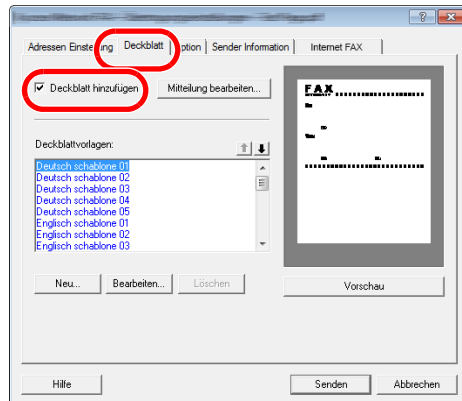 Adressen Einste ng Deckblatt ption Sender Information Internet FAX
Deckblatt hinzufügen Mitteilung bearbeiten...
FAX
Deckblattvorlagen:
Deutsch schablone 01
Deutsch schablone 02
Deutsch schablone 03
Deutsch schablone 04
Deutsch schablone 05
Englisch schablone 01
Englisch schablone 02
Englisch schablone 03
Neu... Bearbeiten... Löschen Vorschau
Hilfe Senden Abbrechen